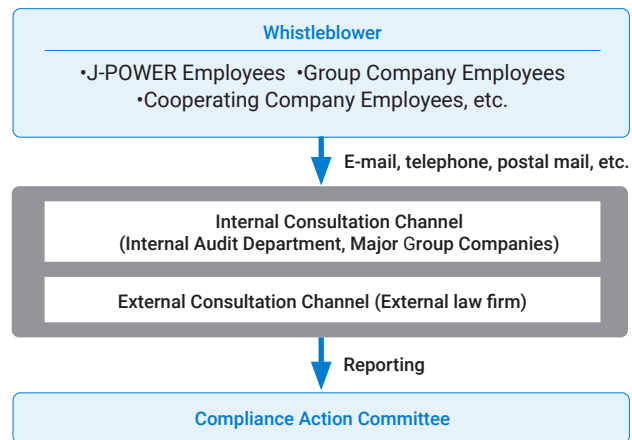 Whistleblower
•J-POWER Employees •Group Company Employees
•Cooperating Company Employees, etc.
E-mail, telephone, postal mail, etc.
Internal Consultation Channel
(Internal Audit Department, Major Group Companies)
External Consultation Channel (External law firm)
Reporting
Compliance Action Committee